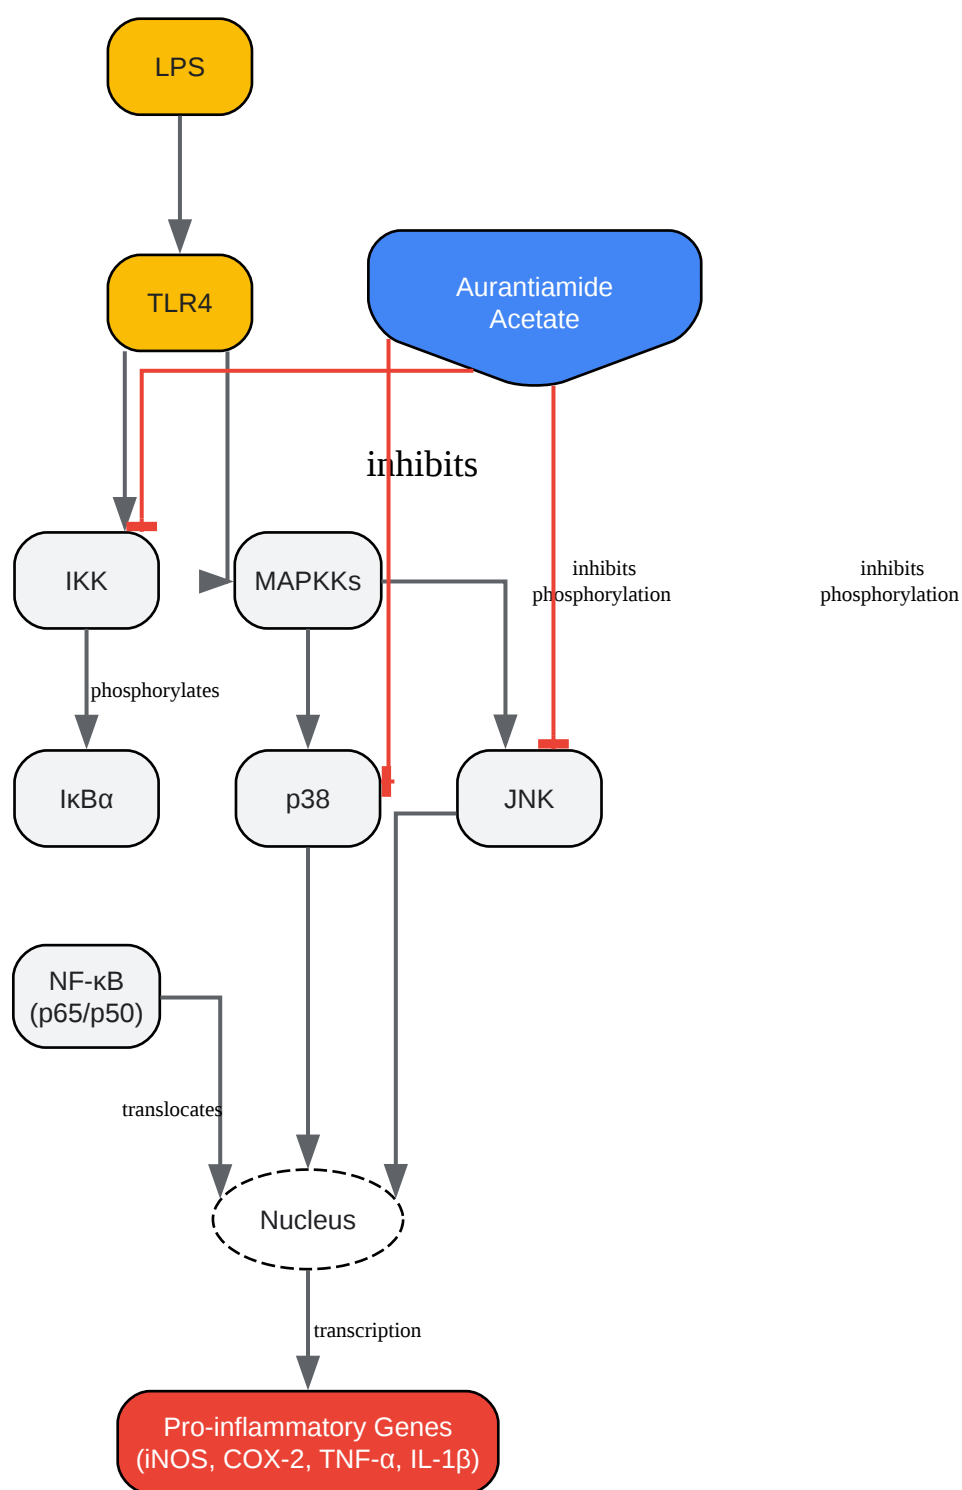 LPS
TLR4
Aurantiamide
Acetate
inhibits
IKK
MAPKKs
inhibits
phosphorylation
inhibits
phosphorylation
phosphorylates
IκBα
p38
JNK
NF-κB
(p65/p50)
translocates
Nucleus
transcription
Pro-inflammatory Genes
(iNOS, COX-2, TNF-α, IL-1β)